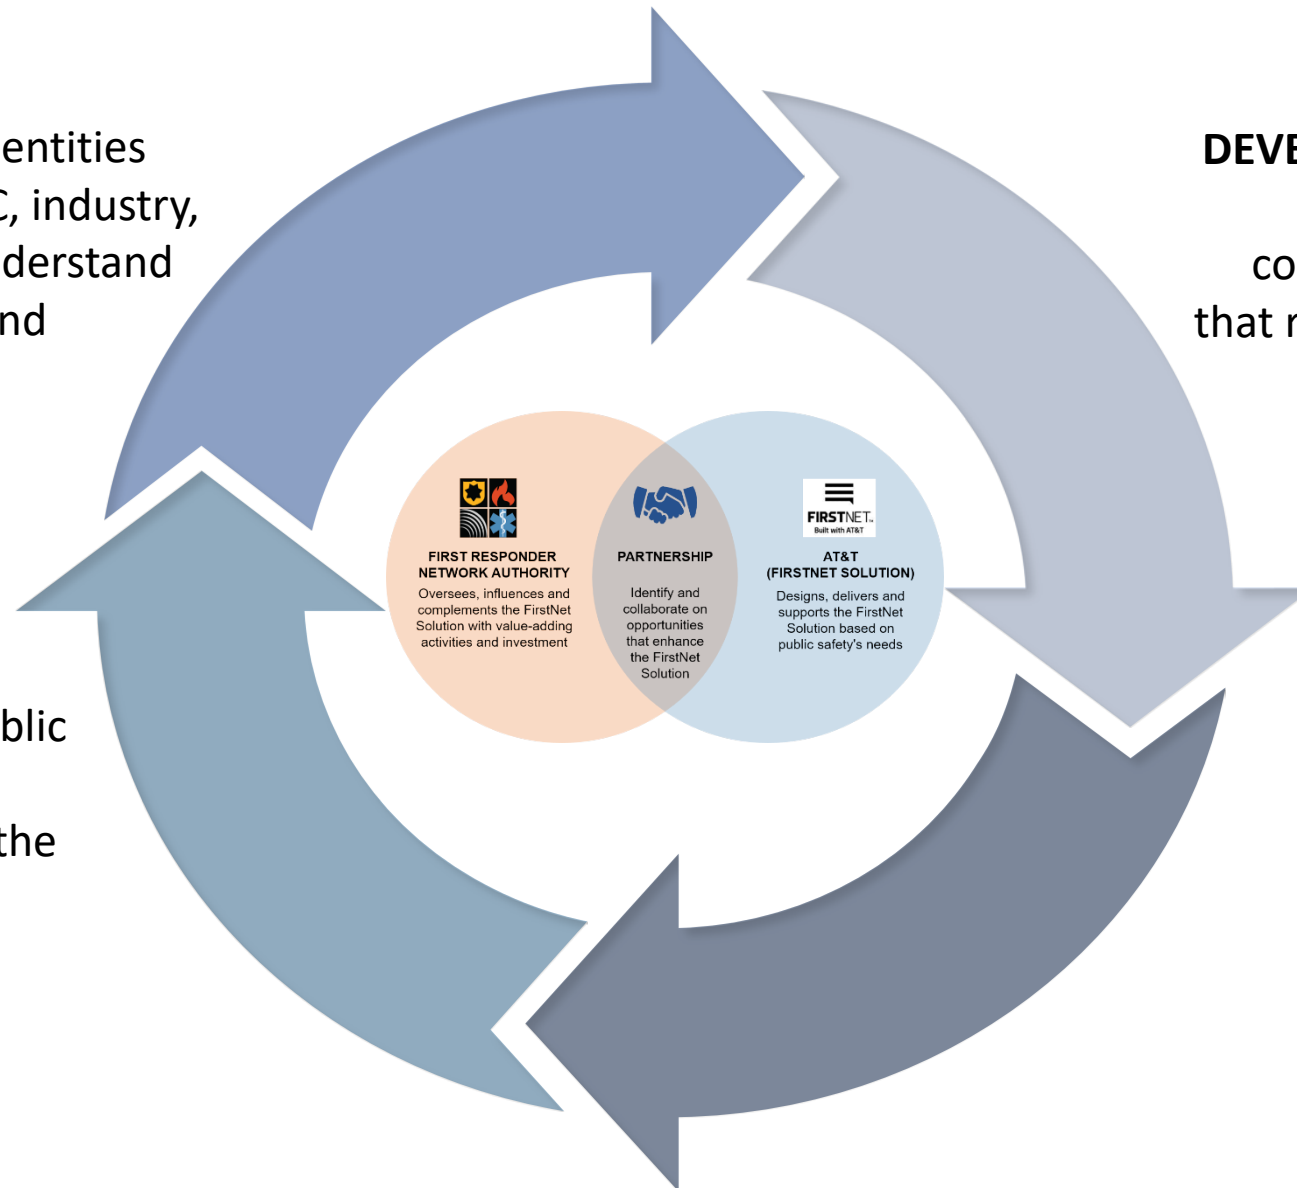 entities
, industry,
derstand
nd
co
that
FIRST RESPONDER
NETWORK AUTHORITY
Oversees, influences and
complements the FirstNet
Solution with value-adding
activities and investment
PARTNERSHIP
Identify and
collaborate on
opportunities
that enhance
the FirstNet
Solution
FIRSTNET™
Built with AT&T
AT&T
(FIRSTNET SOLUTION)
Designs, delivers and
supports the FirstNet
Solution based on
public safety's needs
blic
the